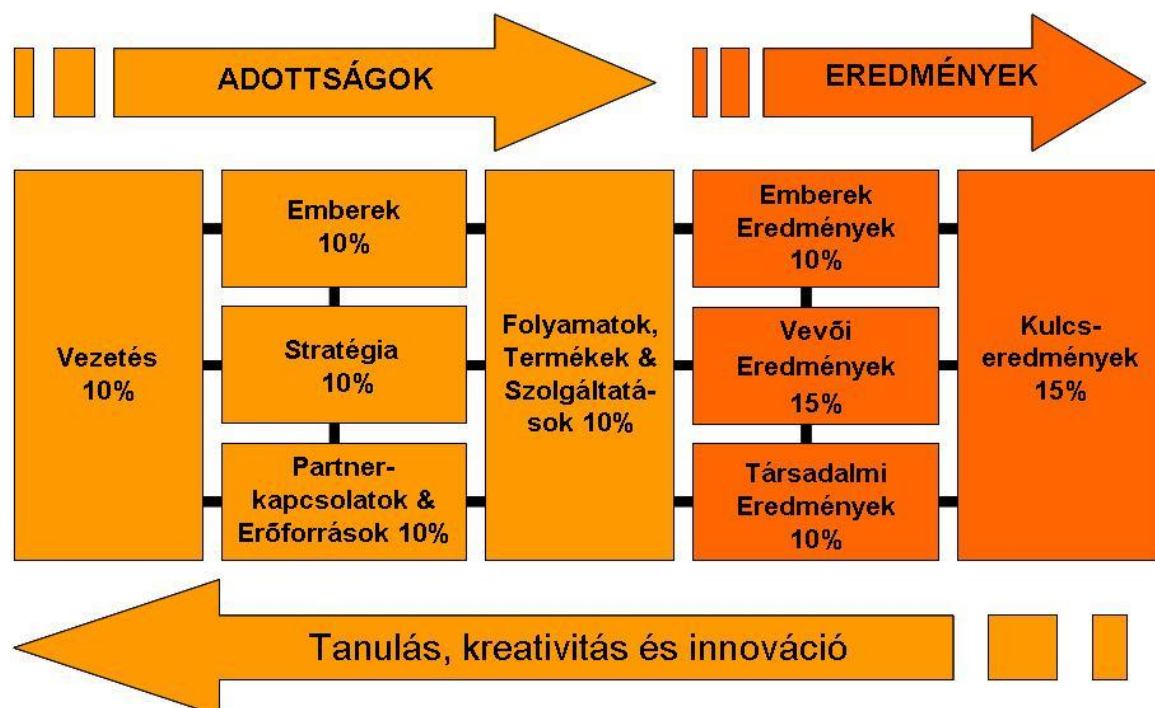 ADOTTSÁGOK
EREDMÉNYEK
Vezetés
10%
Emberek
10%
Stratégia
10%
Partner-
kapcsolatok &
Erőforrások 10%
Folyamatok,
Termékek &
Szolgáltatá-
sok 10%
Emberek
Eredmények
10%
Vevői
Eredmények
15%
Társadalmi
Eredmények
10%
Kulcs-
eredmények
15%
Tanulás, kreativitás és innováció